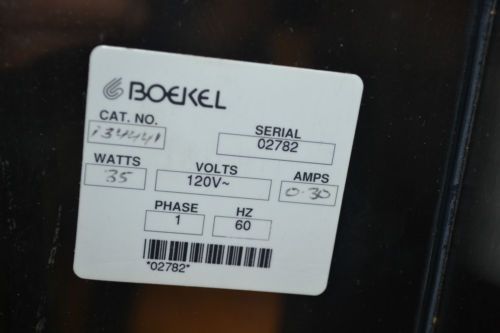 BOEKEL
CAT. NO.
134441
SERIAL
02782
WATTS
35
VOLTS
120V~
AMPS
0.30
PHASE
1
HZ
60
*02782*